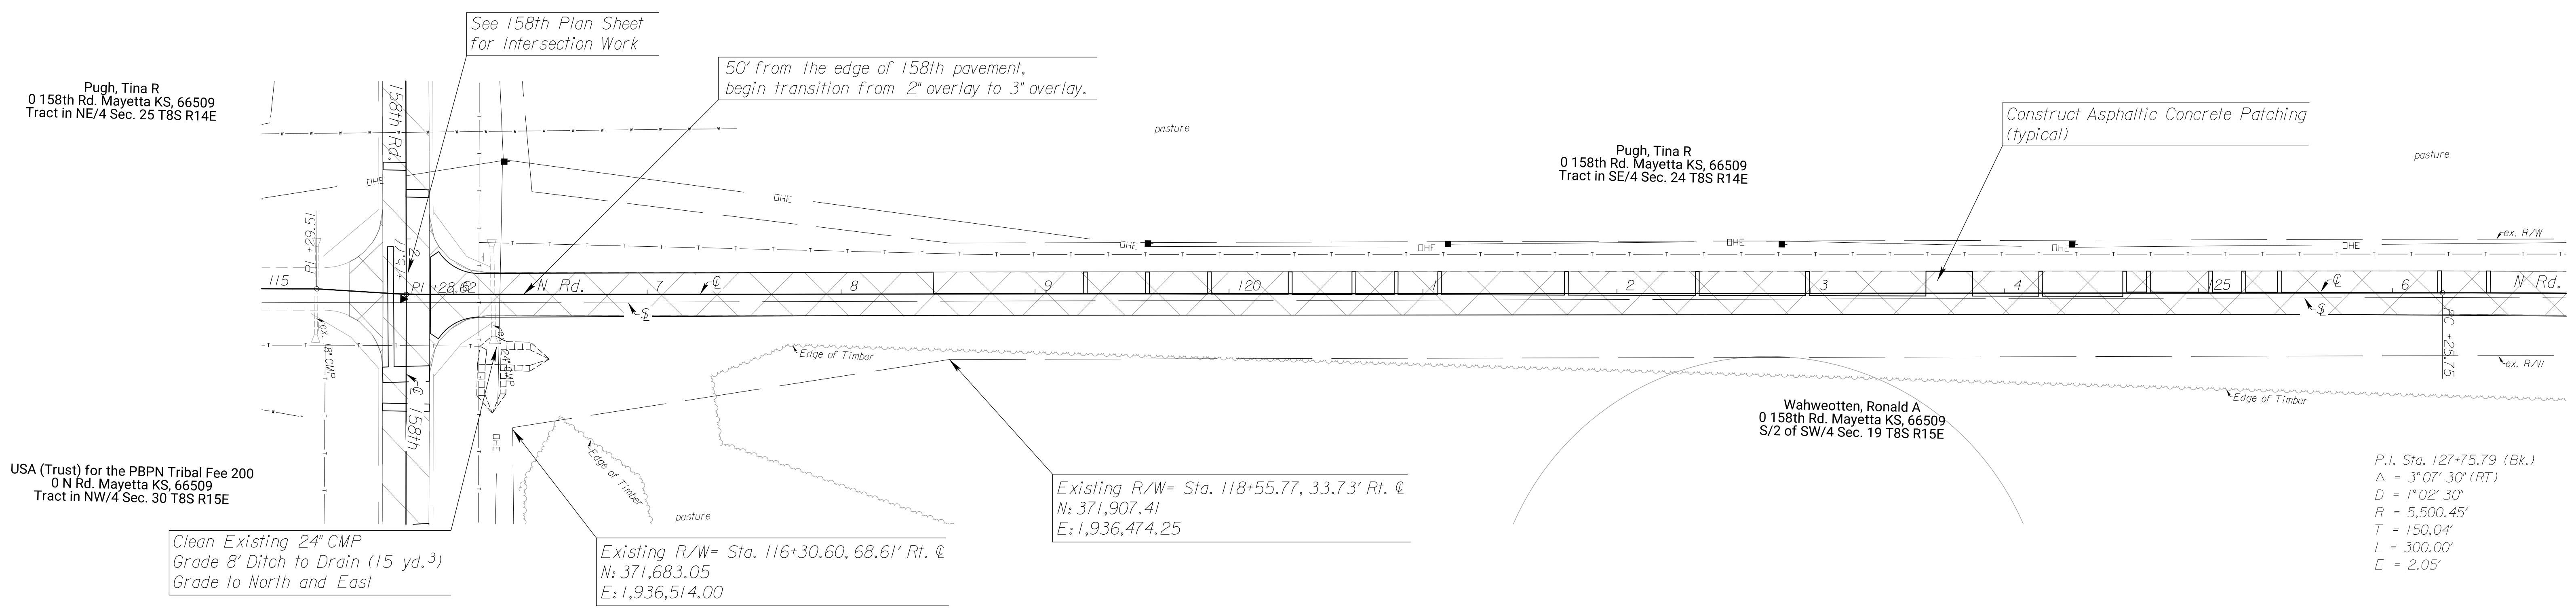 See 158th Plan Sheet
for Intersection Work
50' from the edge of 158th pavement,
begin transition from 2" overlay to 3" overlay.
Pugh, Tina R
0 158th Rd. Mayetta KS, 66509
Tract in NE/4 Sec. 25 T8S R14E
158th Rd.
pasture
Construct Asphaltic Concrete Patching
(typical)
Pugh, Tina R
0 158th Rd. Mayetta KS, 66509
Tract in SE/4 Sec. 24 T8S R14E
pasture
OHE
OHE
OHE
OHE
OHE
OHE
OHE
ex. R/W
PI +29.51
+75.77
2
115
PI +28.62
N Rd.
7
8
9
120
1
2
3
4
125
6
N Rd.
PC +25.75
ex. 18" CMP
24" CMP
Edge of Timber
ex. R/W
Edge of Timber
158th
OHE
Edge of Timber
Wahweotten, Ronald A
0 158th Rd. Mayetta KS, 66509
S/2 of SW/4 Sec. 19 T8S R15E
USA (Trust) for the PBPN Tribal Fee 200
0 N Rd. Mayetta KS, 66509
Tract in NW/4 Sec. 30 T8S R15E
pasture
Clean Existing 24" CMP
Grade 8' Ditch to Drain (15 yd.³)
Grade to North and East
Existing R/W= Sta. 116+30.60, 68.61' Rt. ℄
N: 371,683.05
E: 1,936,514.00
Existing R/W= Sta. 118+55.77, 33.73' Rt. ℄
N: 371,907.41
E: 1,936,474.25
P.I. Sta. 127+75.79 (Bk.)
Δ = 3°07' 30" (RT)
D = 1°02' 30"
R = 5,500.45'
T = 150.04'
L = 300.00'
E = 2.05'